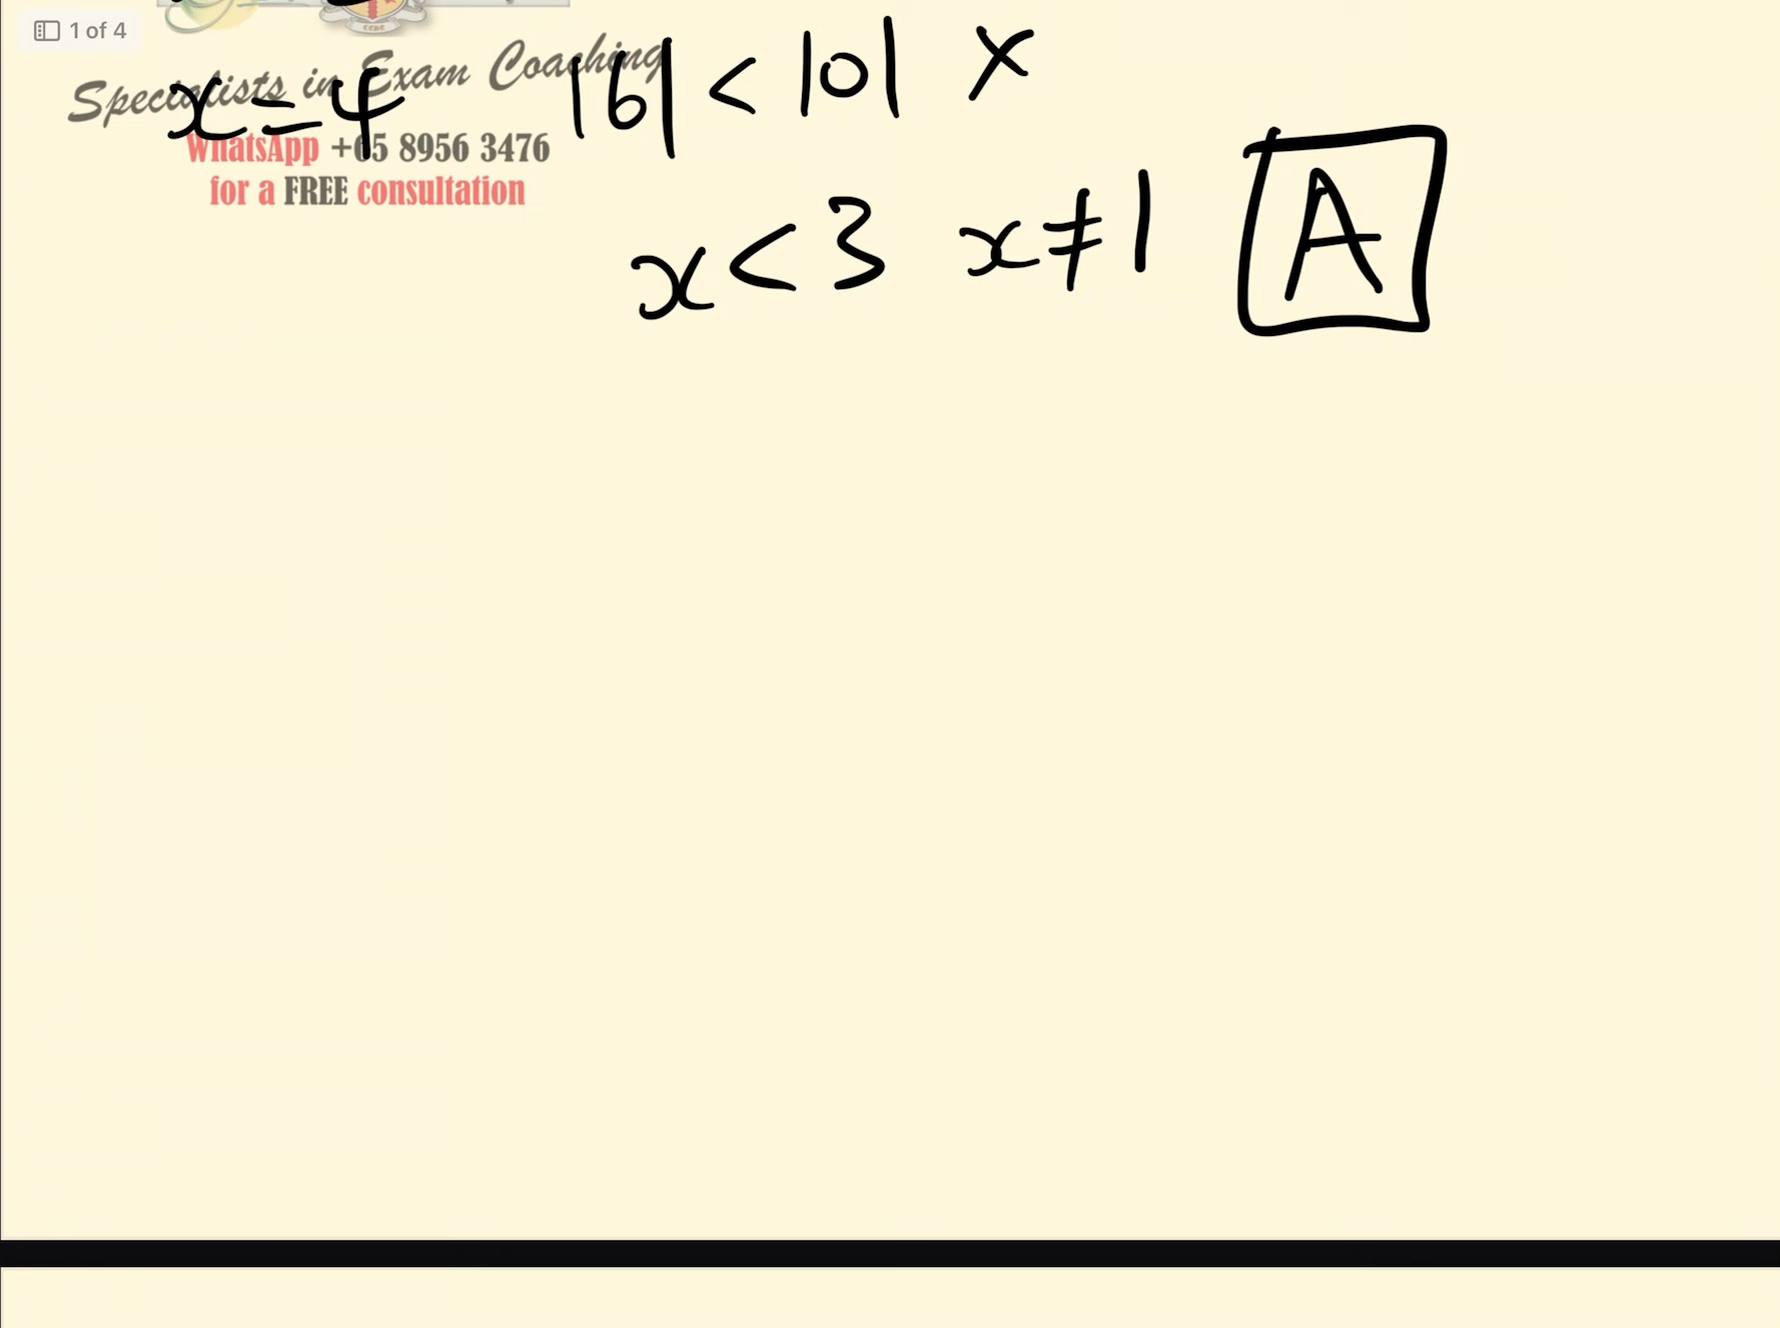 1 of 4
Specialists in Exam Coaching
x=4 |6| < |0| ×
WhatsApp +65 8956 3476
for a FREE consultation
x<3 x≠1 A